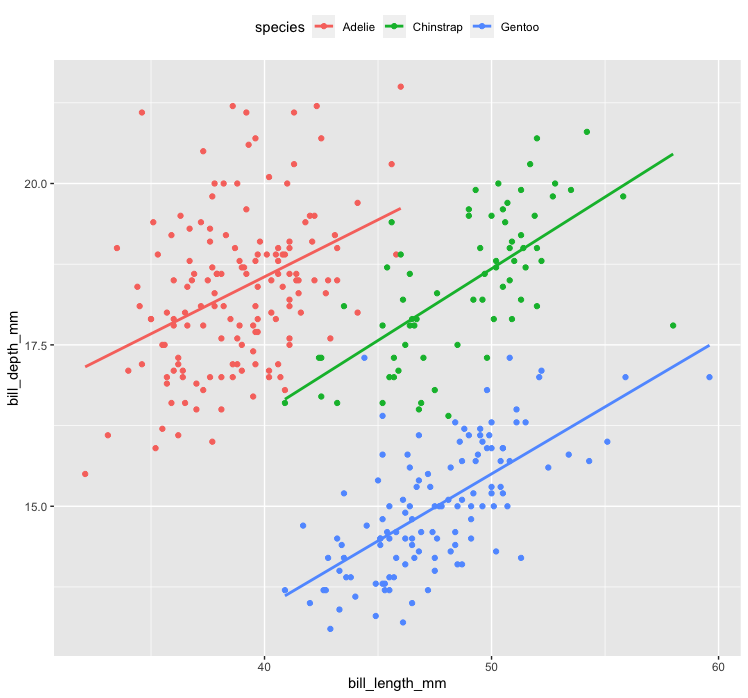 species Adelie Chinstrap Gentoo
20.0
17.5
15.0
bill_depth_mm
40 50 60
bill_length_mm